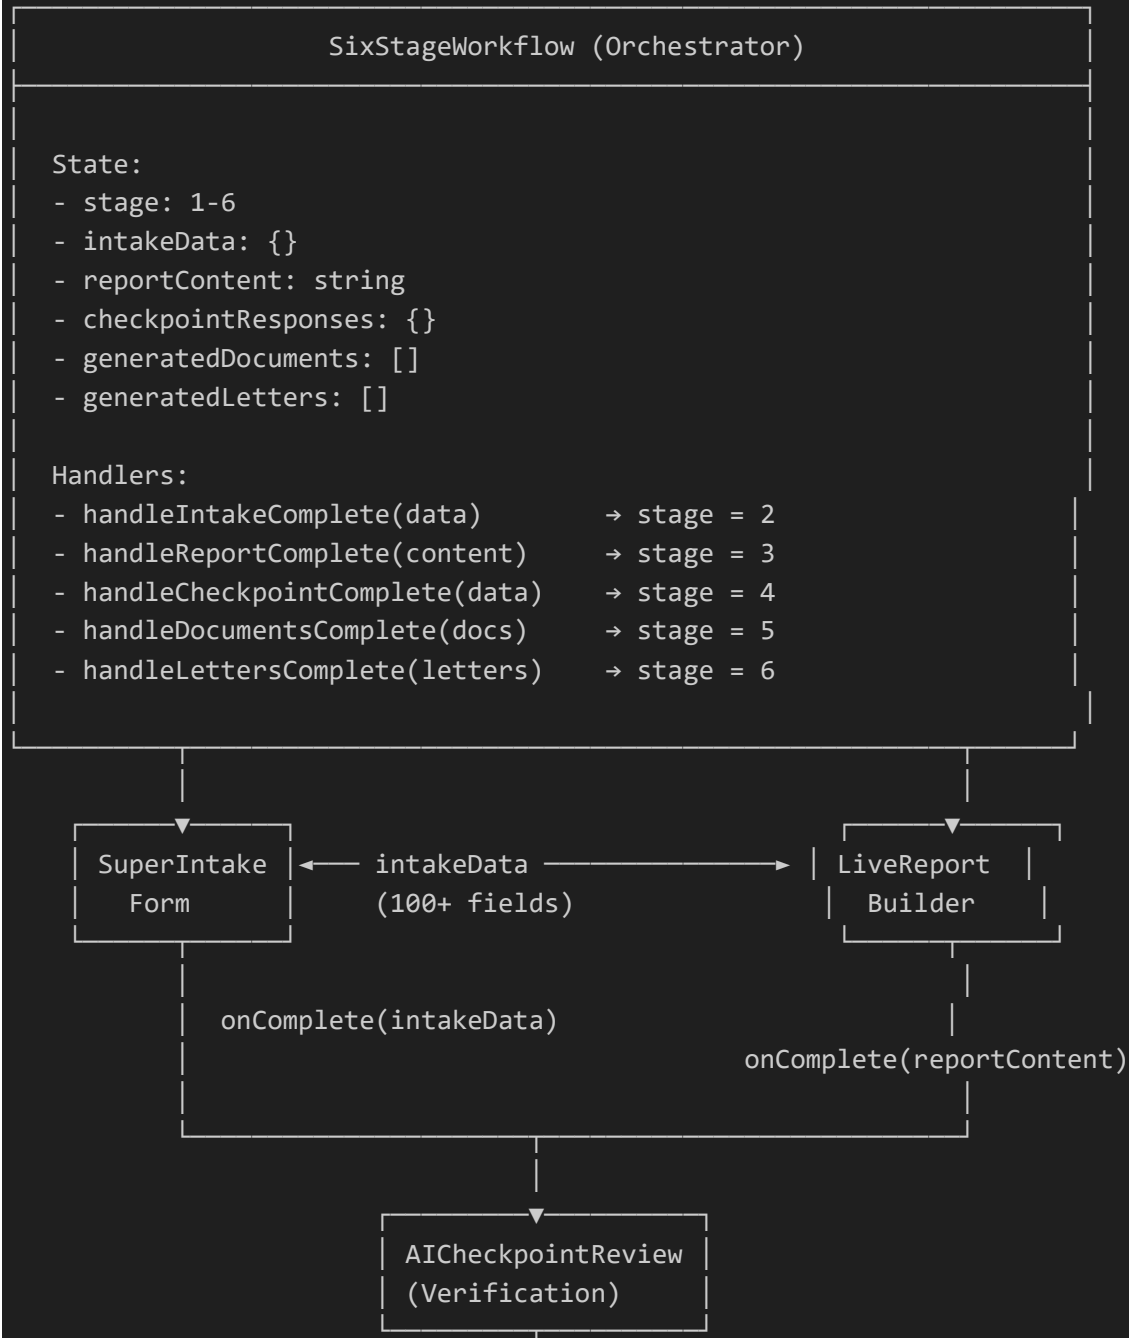 SixStageWorkflow (Orchestrator)
State:
- stage: 1-6
- intakeData: {}
- reportContent: string
- checkpointResponses: {}
- generatedDocuments: []
- generatedLetters: []
Handlers:
- handleIntakeComplete(data) → stage = 2
- handleReportComplete(content) → stage = 3
- handleCheckpointComplete(data) → stage = 4
- handleDocumentsComplete(docs) → stage = 5
- handleLettersComplete(letters) → stage = 6
SuperIntake intakeData LiveReport
Form (100+ fields) Builder
onComplete(intakeData)
onComplete(reportContent)
AICheckpointReview
(Verification)